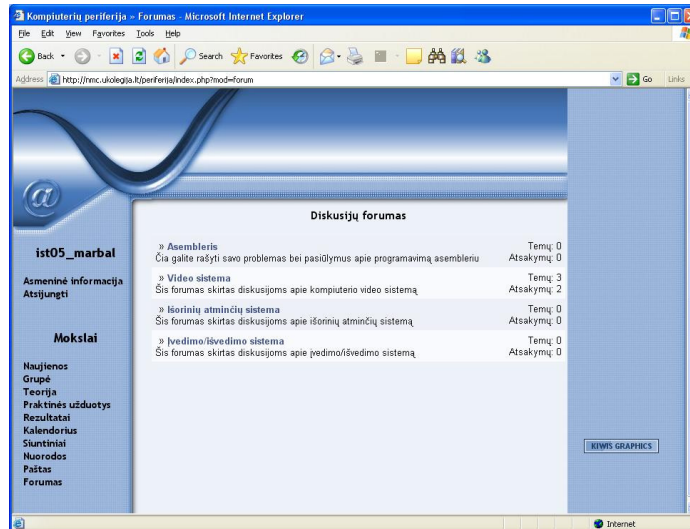 Kompiuterių periferija » Forumas - Microsoft Internet Explorer
File Edit View Favorites Tools Help
Back Search Favorites
Address http://nmc.ukolegija.lt/periferija/index.php?mod=forum Go Links
@
Diskusijų forumas
ist05_marbal
Asmeninė informacija
Atsijungti
Mokslai
Naujienos
Grupė
Teorija
Praktinės užduotys
Rezultatai
Kalendorius
Siuntiniai
Nuorodos
Paštas
Forumas
» Asembleris Temų: 0
Čia galite rašyti savo problemas bei pasiūlymus apie programavimą asembleriu Atsakymų: 0
» Video sistema Temų: 3
Šis forumas skirtas diskusijoms apie kompiuterio video sistemą Atsakymų: 2
» Išorinių atminčių sistema Temų: 0
Šis forumas skirtas diskusijoms apie išorinių atminčių sistemą Atsakymų: 0
» Įvedimo/išvedimo sistema Temų: 0
Šis forumas skirtas diskusijoms apie įvedimo/išvedimo sistemą Atsakymų: 0
KIWIS GRAPHICS
Internet